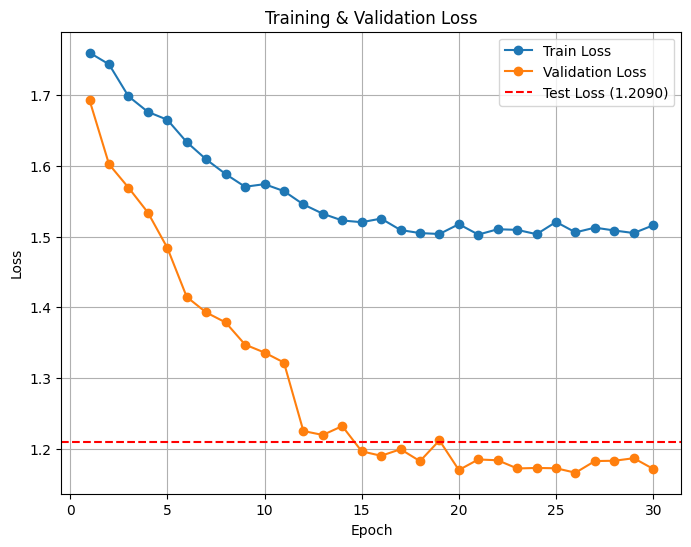 Training & Validation Loss
Train Loss
Validation Loss
Test Loss (1.2090)
Loss
1.7
1.6
1.5
1.4
1.3
1.2
0
5
10
15
20
25
30
Epoch